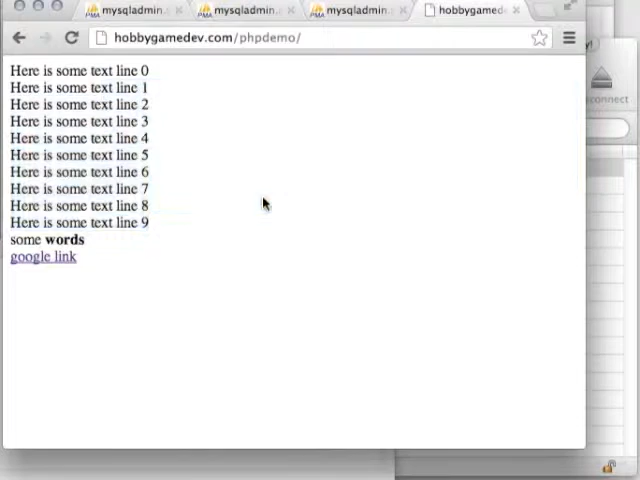 mysqladmin.
mysqladmin.
mysqladmin.
hobbygamed
hobbygamedev.com/phpdemo/
Here is some text line 0
Here is some text line 1
Here is some text line 2
Here is some text line 3
Here is some text line 4
Here is some text line 5
Here is some text line 6
Here is some text line 7
Here is some text line 8
Here is some text line 9
some words
google link
y!
connect